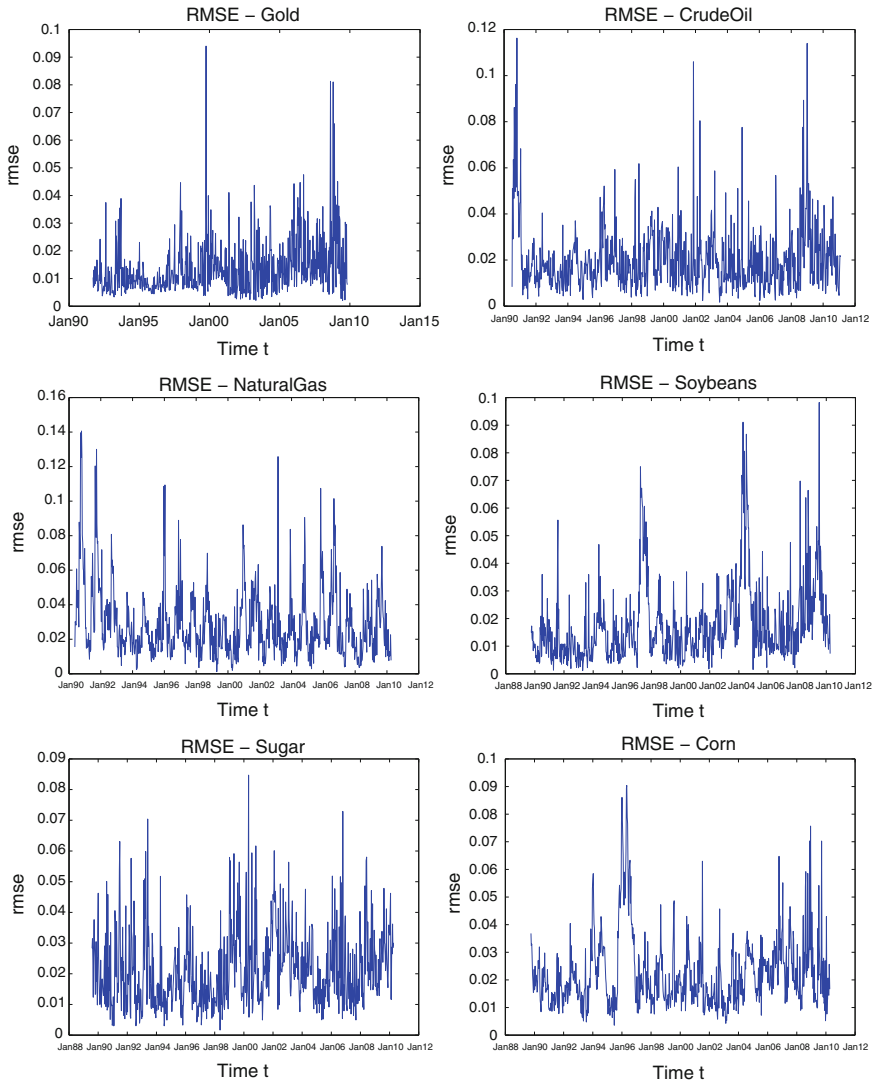 RMSE – Gold
0.1
0.09
0.08
0.07
0.06
0.05
0.04
0.03
0.02
0.01
0
rmse
Jan90 Jan95 Jan00 Jan05 Jan10 Jan15
Time t
RMSE – CrudeOil
0.12
0.1
0.08
0.06
0.04
0.02
0
rmse
Jan90 Jan92 Jan94 Jan96 Jan98 Jan00 Jan02 Jan04 Jan06 Jan08 Jan10 Jan12
Time t
RMSE – NaturalGas
0.16
0.14
0.12
0.1
0.08
0.06
0.04
0.02
0
rmse
Jan90 Jan92 Jan94 Jan96 Jan98 Jan00 Jan02 Jan04 Jan06 Jan08 Jan10 Jan12
Time t
RMSE – Soybeans
0.1
0.09
0.08
0.07
0.06
0.05
0.04
0.03
0.02
0.01
0
rmse
Jan88 Jan90 Jan92 Jan94 Jan96 Jan98 Jan00 Jan02 Jan04 Jan06 Jan08 Jan10 Jan12
Time t
RMSE – Sugar
0.09
0.08
0.07
0.06
0.05
0.04
0.03
0.02
0.01
0
rmse
Jan88 Jan90 Jan92 Jan94 Jan96 Jan98 Jan00 Jan02 Jan04 Jan06 Jan08 Jan10 Jan12
Time t
RMSE – Corn
0.1
0.09
0.08
0.07
0.06
0.05
0.04
0.03
0.02
0.01
0
rmse
Jan88 Jan90 Jan92 Jan94 Jan96 Jan98 Jan00 Jan02 Jan04 Jan06 Jan08 Jan10 Jan12
Time t